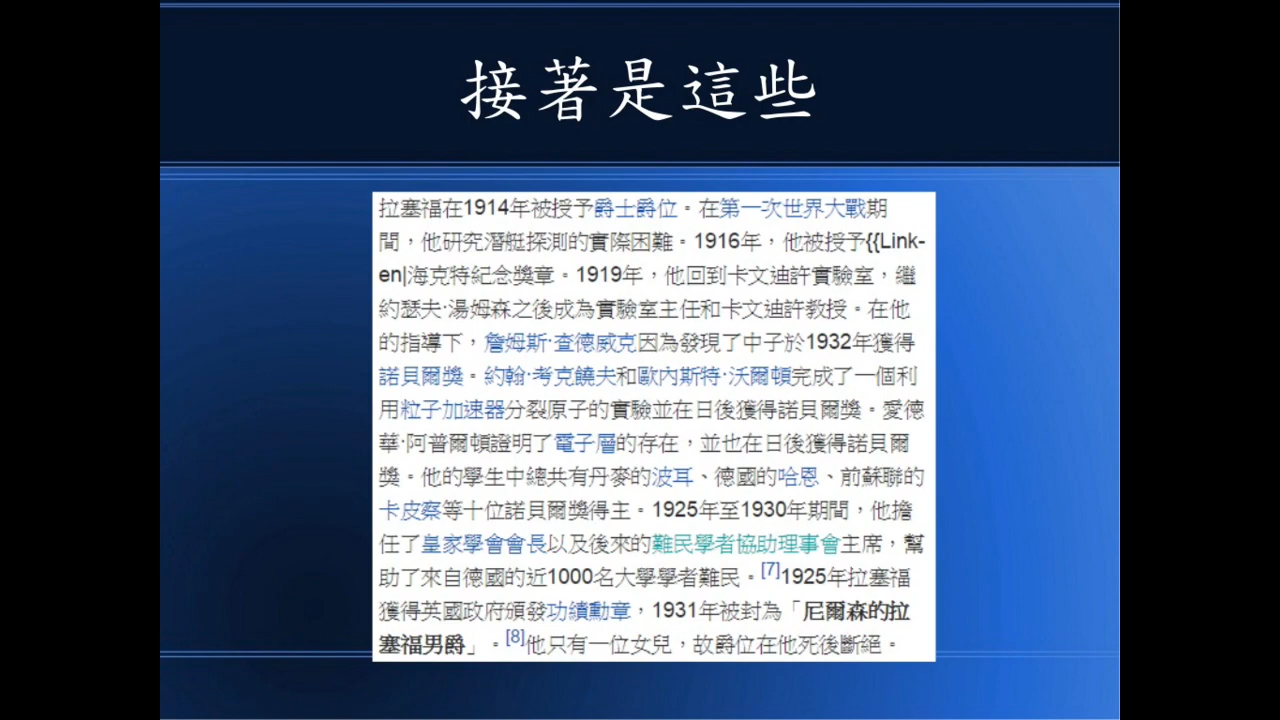 接著是這些
拉塞福在1914年被授予爵士爵位。在第一次世界大戰期
間，他研究潛艇探測的實際困難。1916年，他被授予{{Link-
en|海克特紀念獎章。1919年，他回到卡文迪許實驗室，繼
約瑟夫·湯姆森之後成為實驗室主任和卡文迪許教授。在他
的指導下，詹姆斯·查德威克因為發現了中子於1932年獲得
諾貝爾獎。約翰·考克饒夫和歐內斯特·沃爾頓完成了一個利
用粒子加速器分裂原子的實驗並在日後獲得諾貝爾獎。愛德
華·阿普爾頓證明了電子層的存在，並也在日後獲得諾貝爾
獎。他的學生中總共有丹麥的波耳、德國的哈恩、前蘇聯的
卡皮察等十位諾貝爾獎得主。1925年至1930年期間，他擔
任了皇家學會會長以及後來的難民學者協助理事會主席，幫
助了來自德國的近1000名大學學者難民。[7]1925年拉塞福
獲得英國政府頒發功績勳章，1931年被封為「尼爾森的拉
塞福男爵」。[8]他只有一位女兒，故爵位在他死後斷絕。